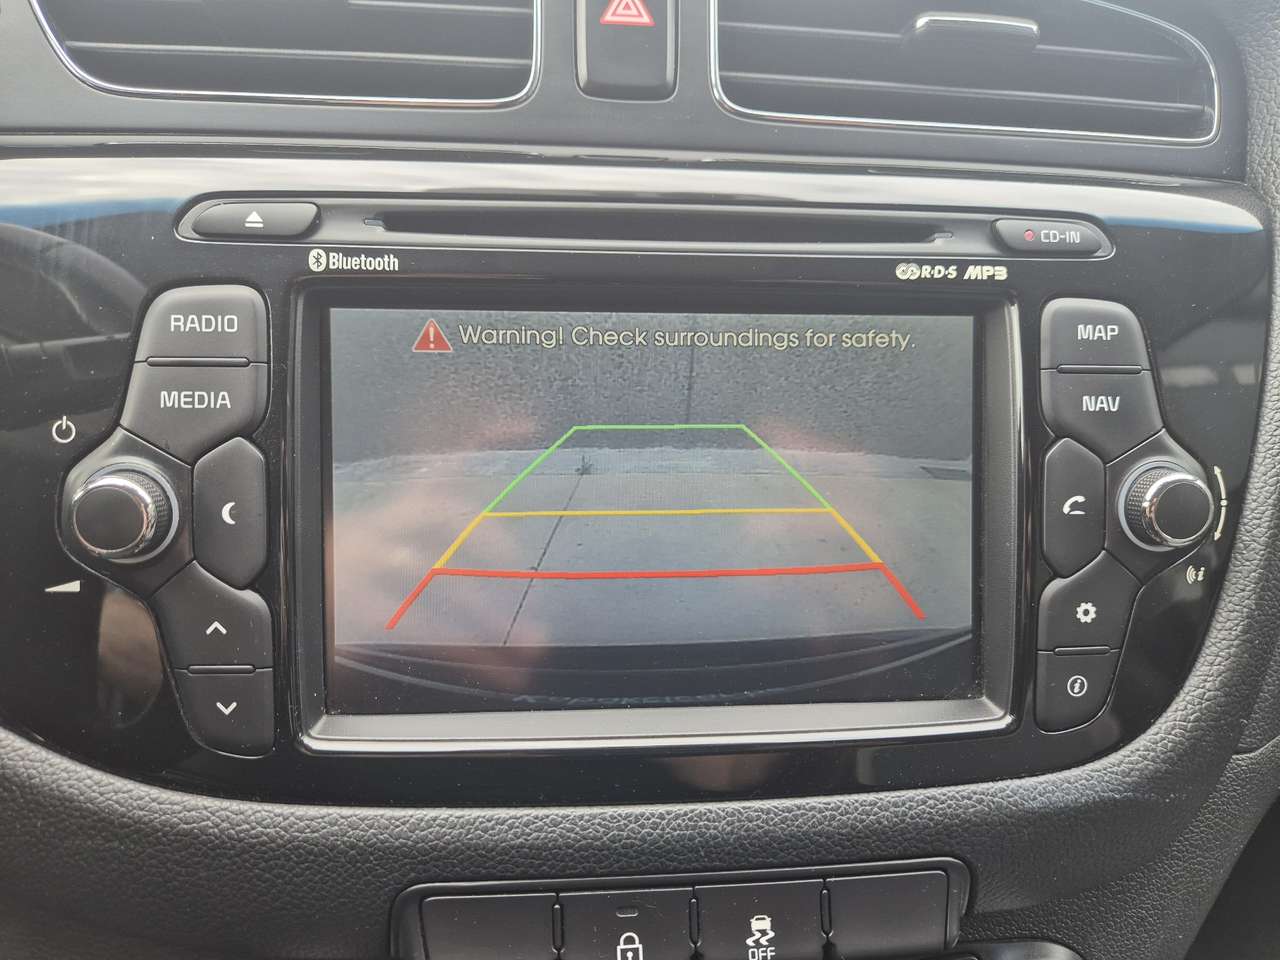 CD-IN
Bluetooth
R·D·S MP3
RADIO
MEDIA
Warning! Check surroundings for safety.
MAP
NAV
OFF